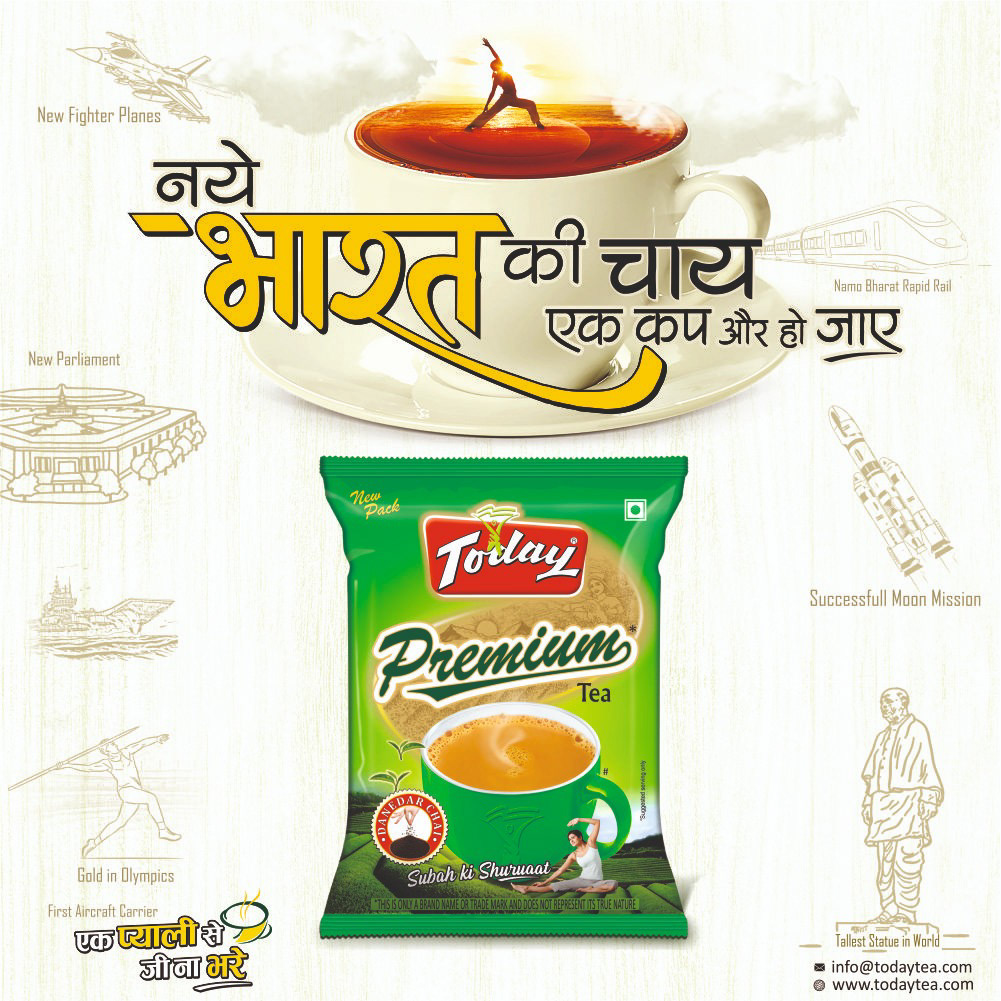 New Fighter Planes
नये
भारत की चाय
एक कप और हो जाए
Namo Bharat Rapid Rail
New Parliament
New
Pack
Today®
Premium*
Tea
Successfull Moon Mission
#
*Suggested serving only
• DANEDAR CHAI •
Subah ki Shuruaat
*THIS IS ONLY A BRAND NAME OR TRADE MARK AND DOES NOT REPRESENT ITS TRUE NATURE
Gold in Olympics
First Aircraft Carrier
एक प्याली से
जी ना भरे
Tallest Statue in World
info@todaytea.com
www.todaytea.com